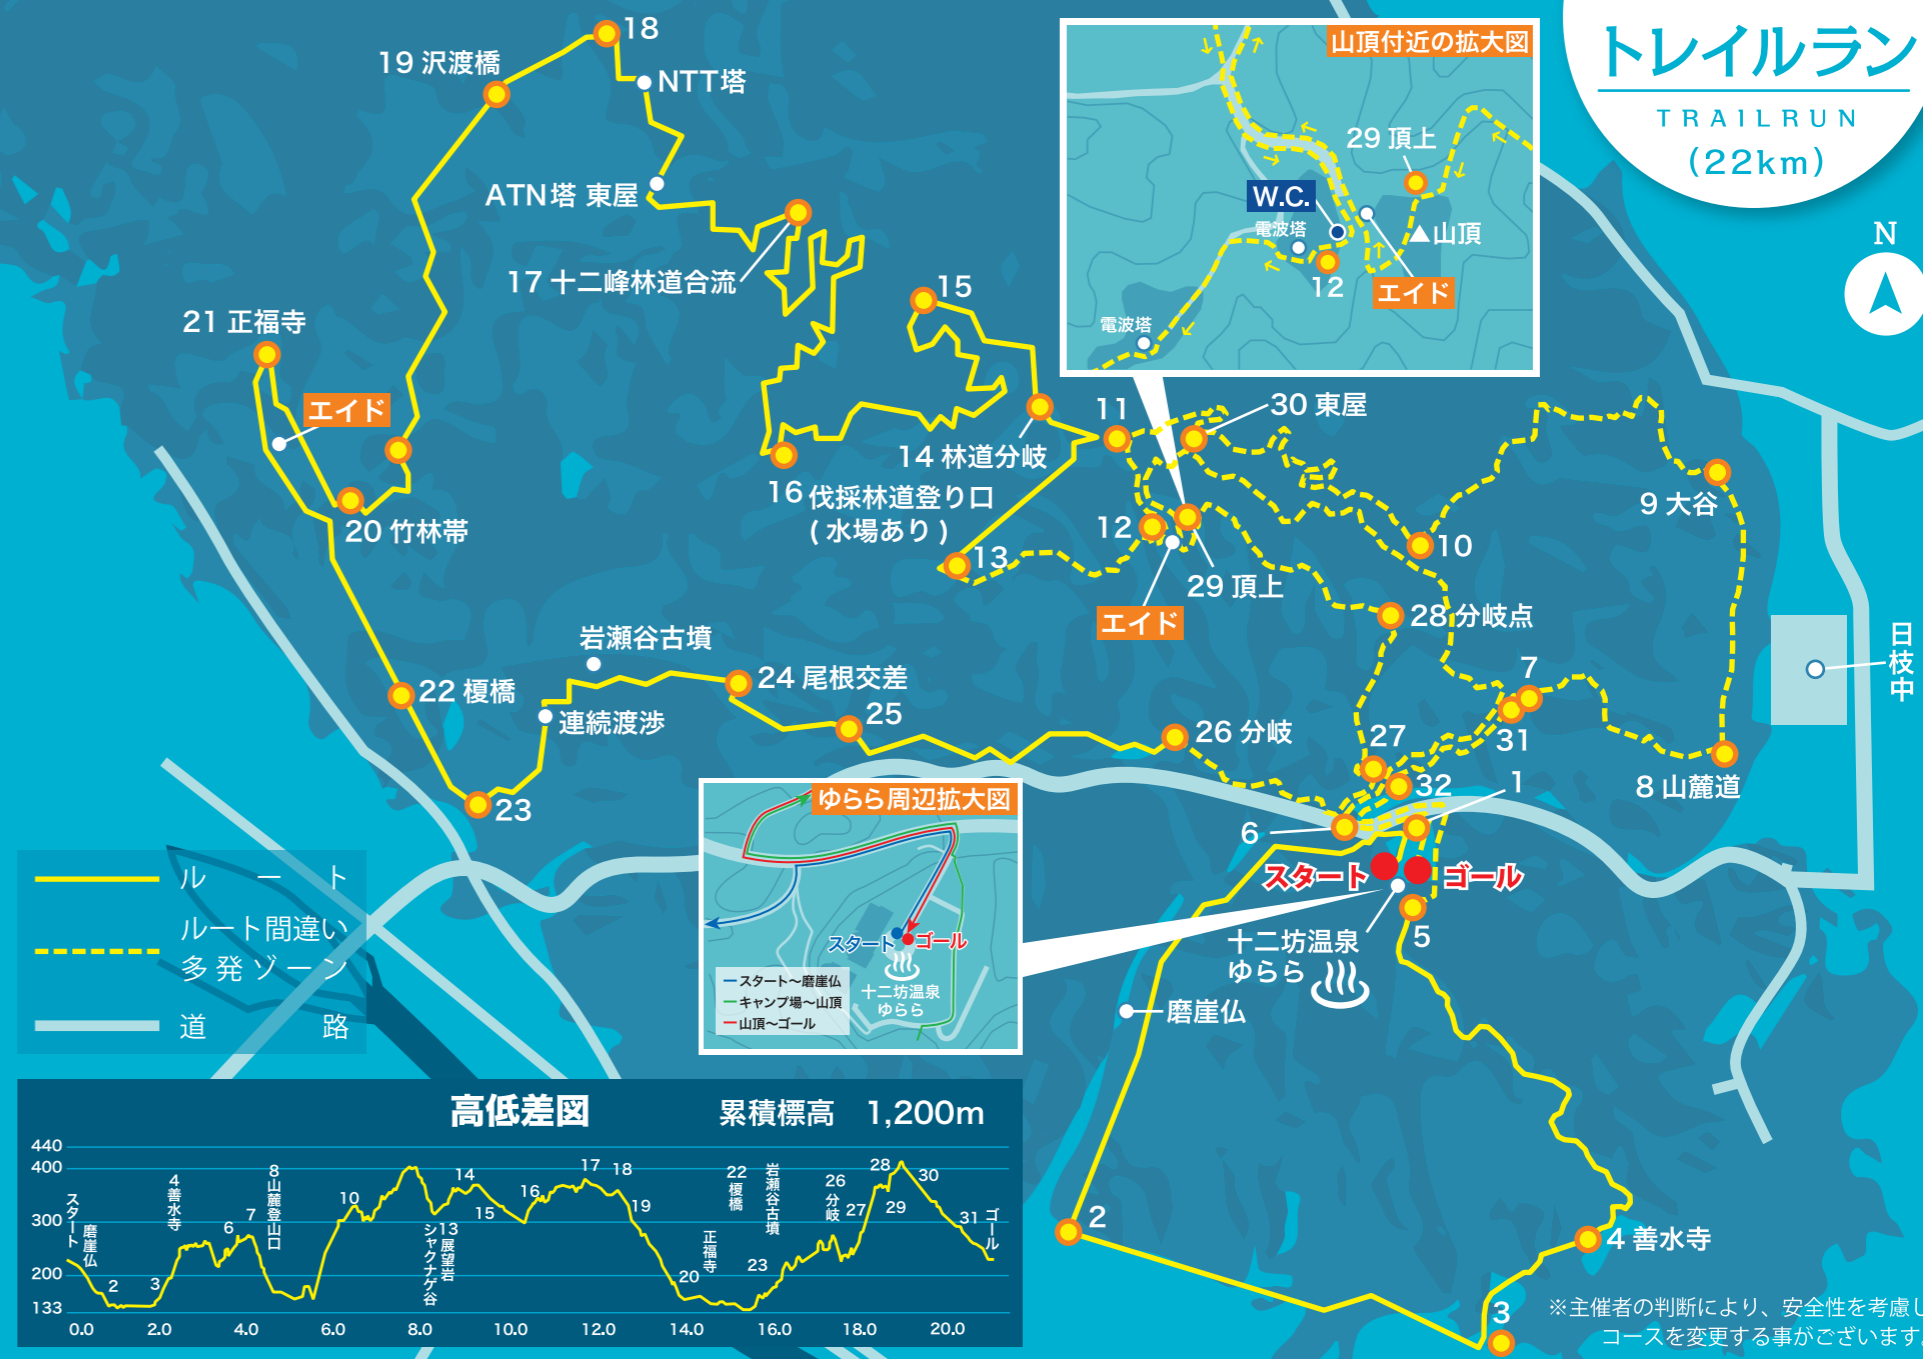 トレイルラン
TRAILRUN
(22km)
N
18
19 沢渡橋
NTT塔
ATN塔 東屋
17 十二峰林道合流
15
21 正福寺
エイド
20 竹林帯
14 林道分岐
16 伐採林道登り口
(水場あり)
13
11
30 東屋
12
29 頂上
エイド
10
9 大谷
28 分岐点
7
31
27
32
1
8 山麓道
日枝中
6
スタート
ゴール
5
十二坊温泉
ゆらら
磨崖仏
岩瀬谷古墳
24 尾根交差
25
26 分岐
22 榎橋
連続渡渉
23
2
4 善水寺
3
山頂付近の拡大図
29 頂上
W.C.
電波塔
山頂
12
エイド
電波塔
ゆらら周辺拡大図
スタート
ゴール
十二坊温泉
ゆらら
スタート～磨崖仏
キャンプ場～山頂
山頂～ゴール
ルート
ルート間違い
多発ゾーン
道路
高低差図
累積標高 1,200m
440
400
300
200
133
スタート
磨崖仏
2
3
4 善水寺
6
7
8 山麓登山口
10
シャクナゲ谷
13 展望岩
14
15
16
17
18
19
20
正福寺
22 榎橋
23
岩瀬谷古墳
26 分岐
27
28
29
30
31
ゴール
0.0 2.0 4.0 6.0 8.0 10.0 12.0 14.0 16.0 18.0 20.0
※主催者の判断により、安全性を考慮し
コースを変更する事がございます。